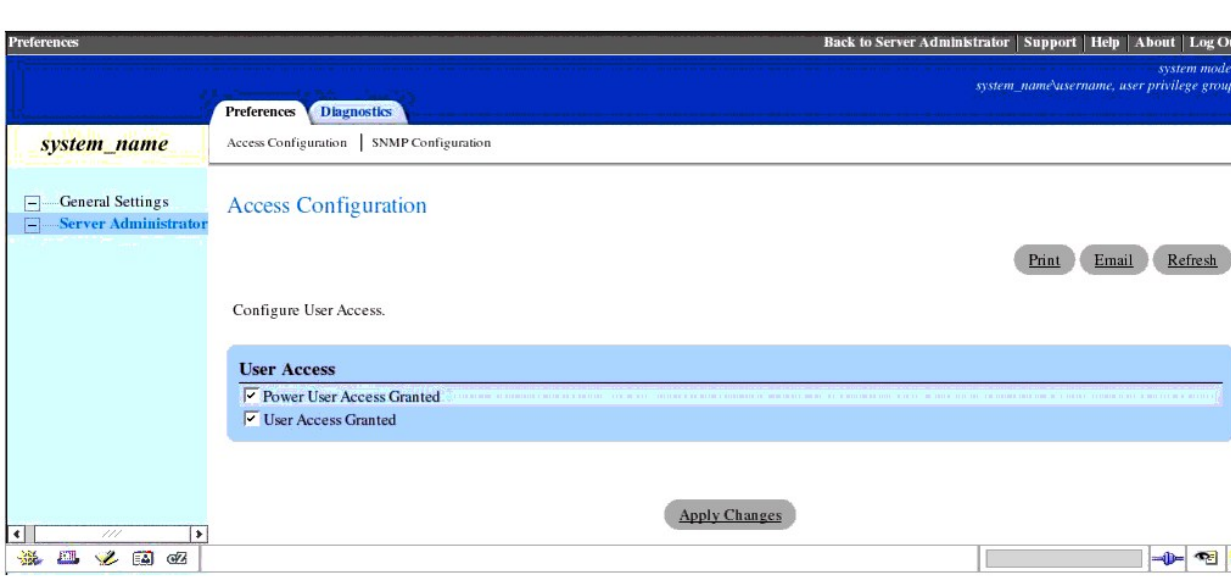 Preferences
Back to Server Administrator | Support | Help | About | Log Ou
system mode
system_name\username, user privilege group
Preferences
Diagnostics
system_name
Access Configuration | SNMP Configuration
General Settings
Server Administrator
Access Configuration
Print
Email
Refresh
Configure User Access.
User Access
Power User Access Granted
User Access Granted
Apply Changes